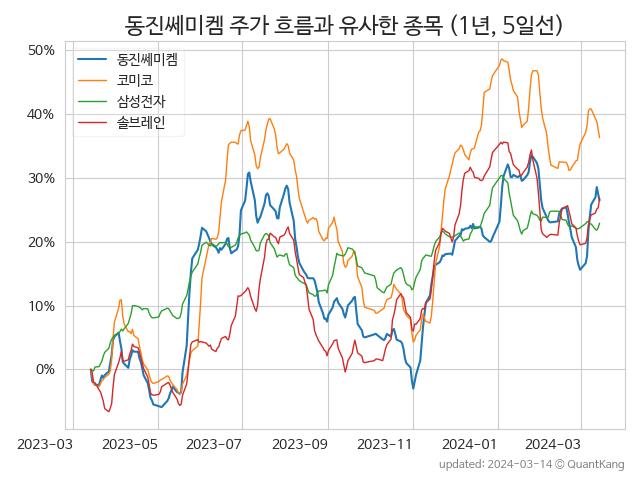 동진쎄미켐 주가 흐름과 유사한 종목 (1년, 5일선)
50%
40%
30%
20%
10%
0%
동진쎄미켐
코미코
삼성전자
솔브레인
2023-03 2023-05 2023-07 2023-09 2023-11 2024-01 2024-03
updated: 2024-03-14 © QuantKang